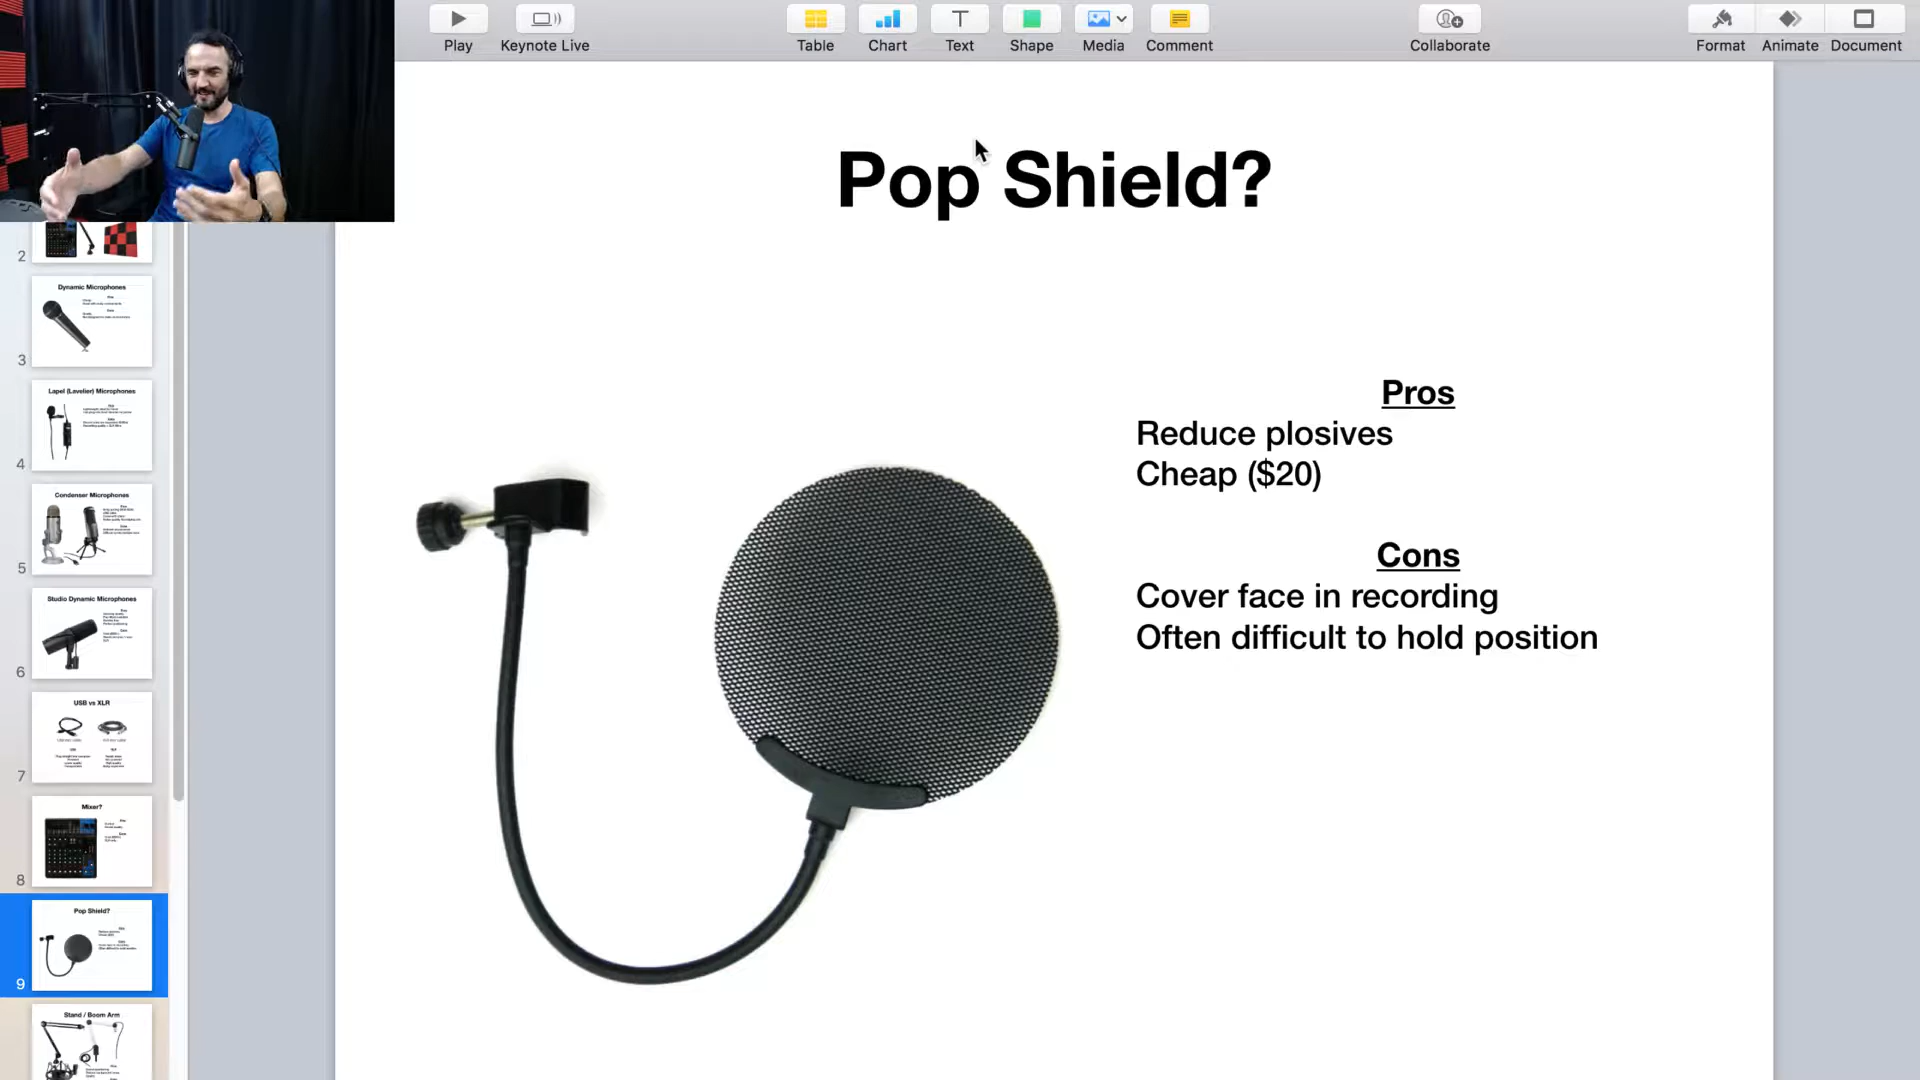 Play
Keynote Live
Table
Chart
Text
Shape
Media
Comment
Collaborate
Format
Animate
Document
Pop Shield?
Pros
Reduce plosives
Cheap ($20)
Cons
Cover face in recording
Often difficult to hold position
2
Dynamic Microphones
3
Lapel (Lavelier) Microphones
4
Condenser Microphones
5
Studio Dynamic Microphones
6
USB vs XLR
7
Mixer?
8
Pop Shield?
9
Stand / Boom Arm